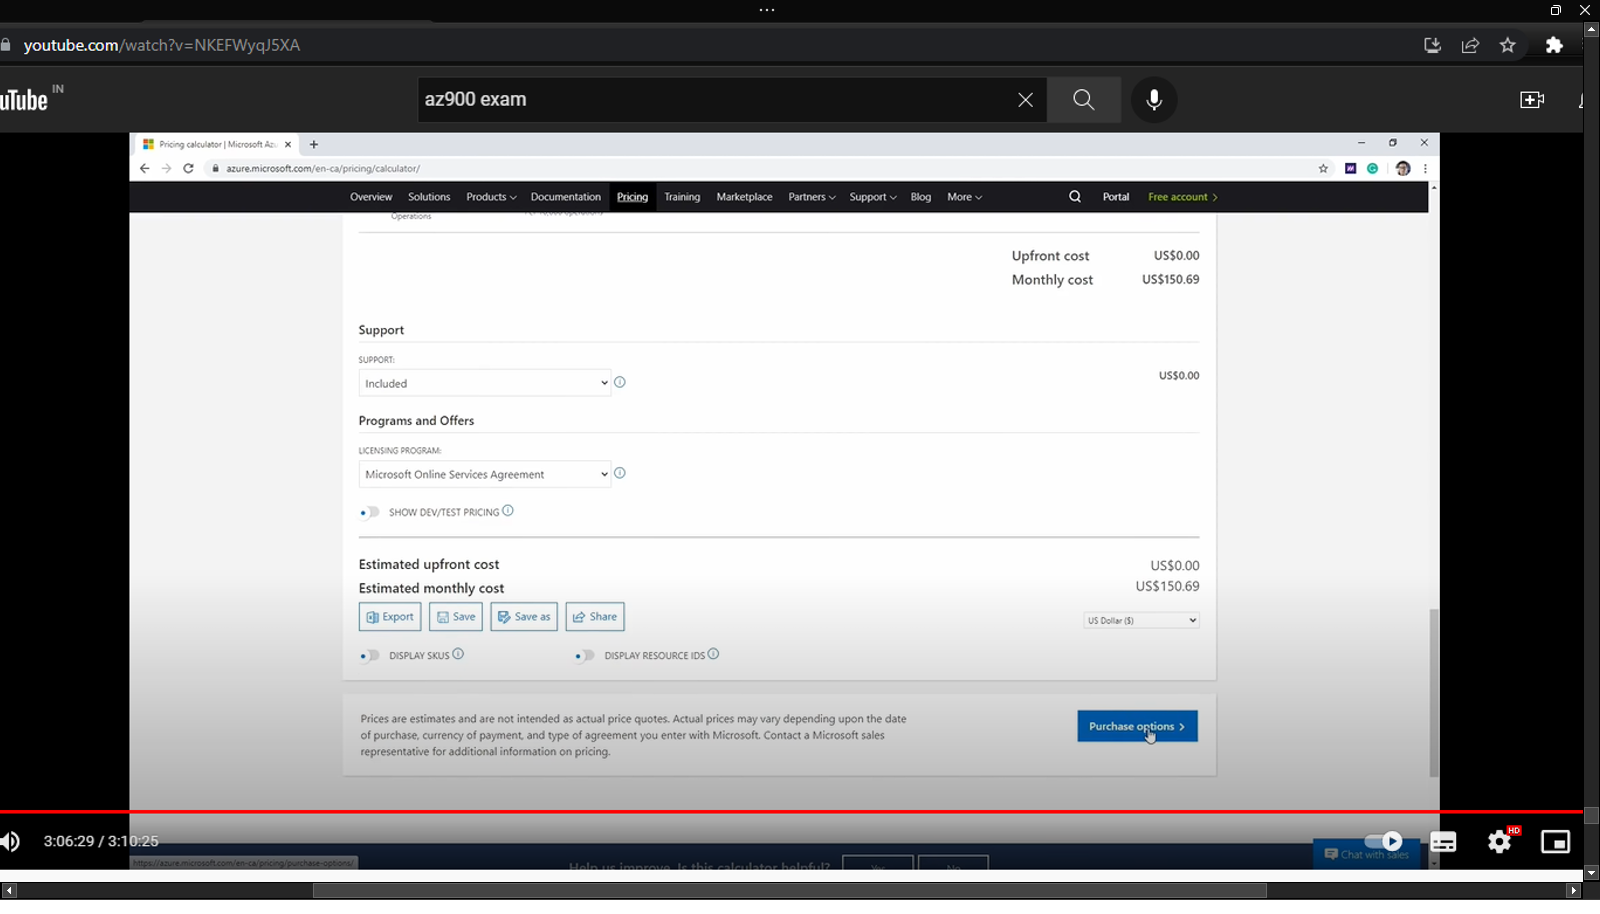 youtube.com/watch?v=NKEFWyqJ5XA
uTube IN
az900 exam
Pricing calculator | Microsoft Azu
azure.microsoft.com/en-ca/pricing/calculator/
Overview Solutions Products Documentation Pricing Training Marketplace Partners Support Blog More Portal Free account
Operations
Upfront cost US$0.00
Monthly cost US$150.69
Support
SUPPORT:
Included US$0.00
Programs and Offers
LICENSING PROGRAM:
Microsoft Online Services Agreement
SHOW DEV/TEST PRICING
Estimated upfront cost US$0.00
Estimated monthly cost US$150.69
Export Save Save as Share US Dollar ($)
DISPLAY SKUS DISPLAY RESOURCE IDS
Prices are estimates and are not intended as actual price quotes. Actual prices may vary depending upon the date
of purchase, currency of payment, and type of agreement you enter with Microsoft. Contact a Microsoft sales
representative for additional information on pricing.
Purchase options
3:06:29 / 3:10:25
HD
https://azure.microsoft.com/en-ca/pricing/purchase-options/
Help us improve. Is this calculator helpful? Yes No
Chat with sales